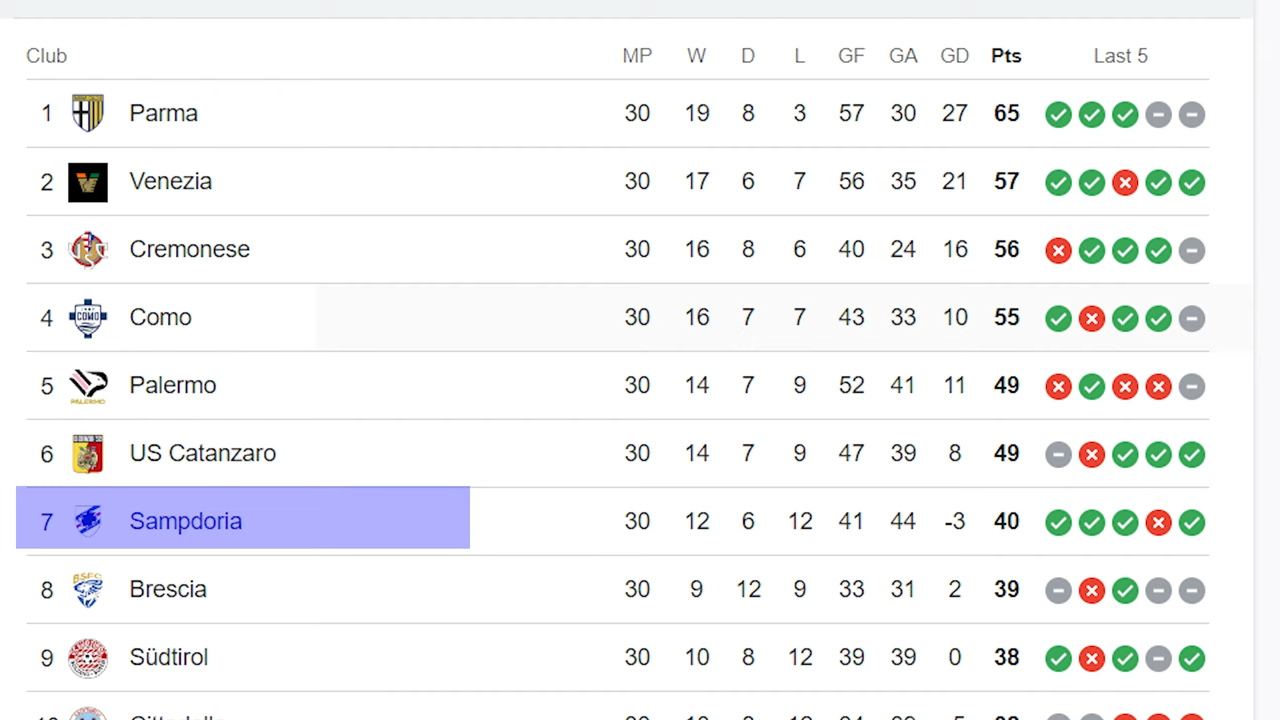 Club MP W D L GF GA GD Pts Last 5
1 Parma 30 19 8 3 57 30 27 65
2 Venezia 30 17 6 7 56 35 21 57
3 Cremonese 30 16 8 6 40 24 16 56
4 COMO Como 30 16 7 7 43 33 10 55
5 PALERMO Palermo 30 14 7 9 52 41 11 49
6 US Catanzaro 30 14 7 9 47 39 8 49
7 Sampdoria 30 12 6 12 41 44 -3 40
8 BSFC Brescia 30 9 12 9 33 31 2 39
9 Südtirol 30 10 8 12 39 39 0 38